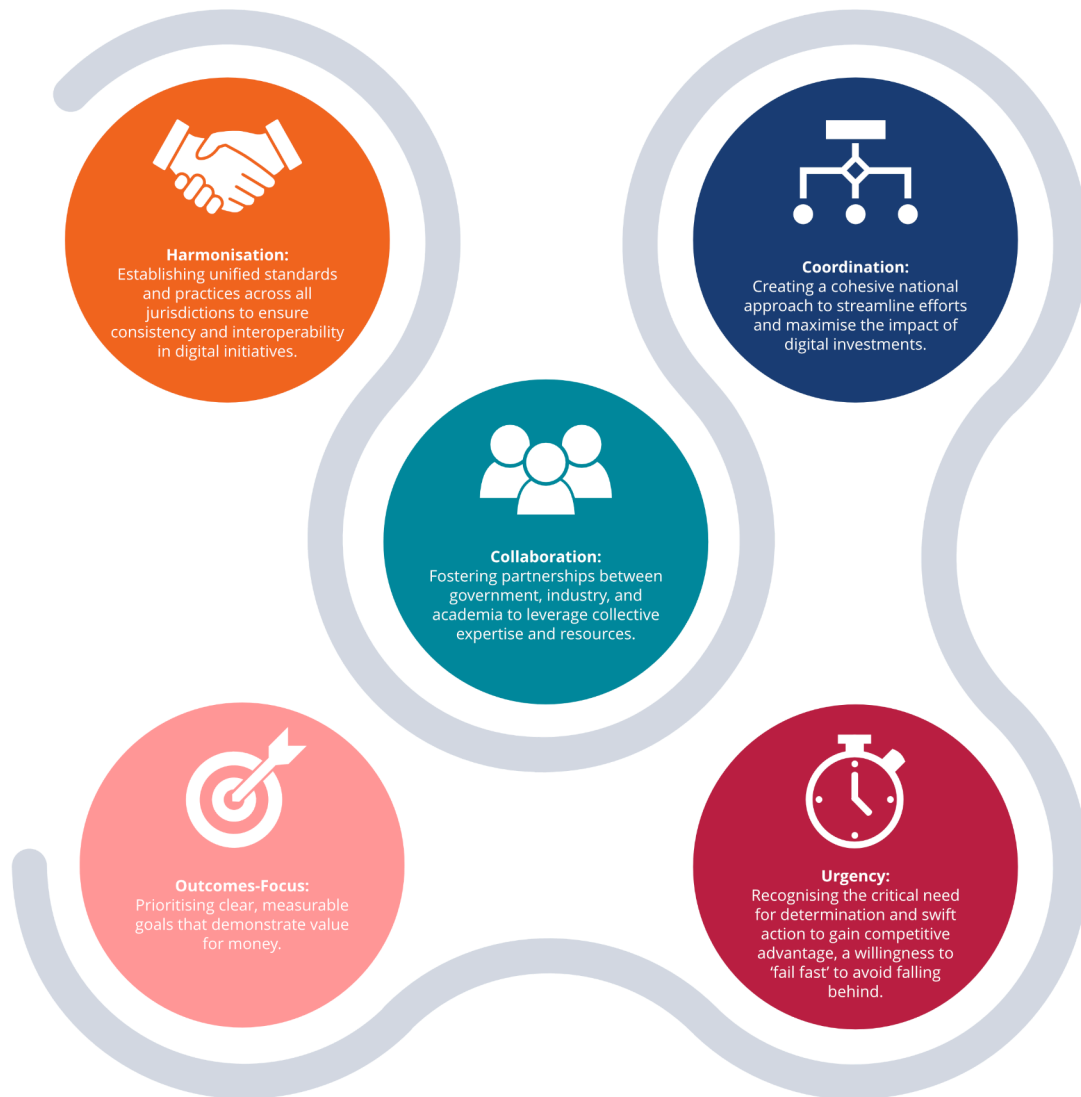 Harmonisation:
Establishing unified standards
and practices across all
jurisdictions to ensure
consistency and interoperability
in digital initiatives.
Coordination:
Creating a cohesive national
approach to streamline efforts
and maximise the impact of
digital investments.
Collaboration:
Fostering partnerships between
government, industry, and
academia to leverage collective
expertise and resources.
Outcomes-Focus:
Prioritising clear, measurable
goals that demonstrate value
for money.
Urgency:
Recognising the critical need
for determination and swift
action to gain competitive
advantage, a willingness to
‘fail fast’ to avoid falling
behind.